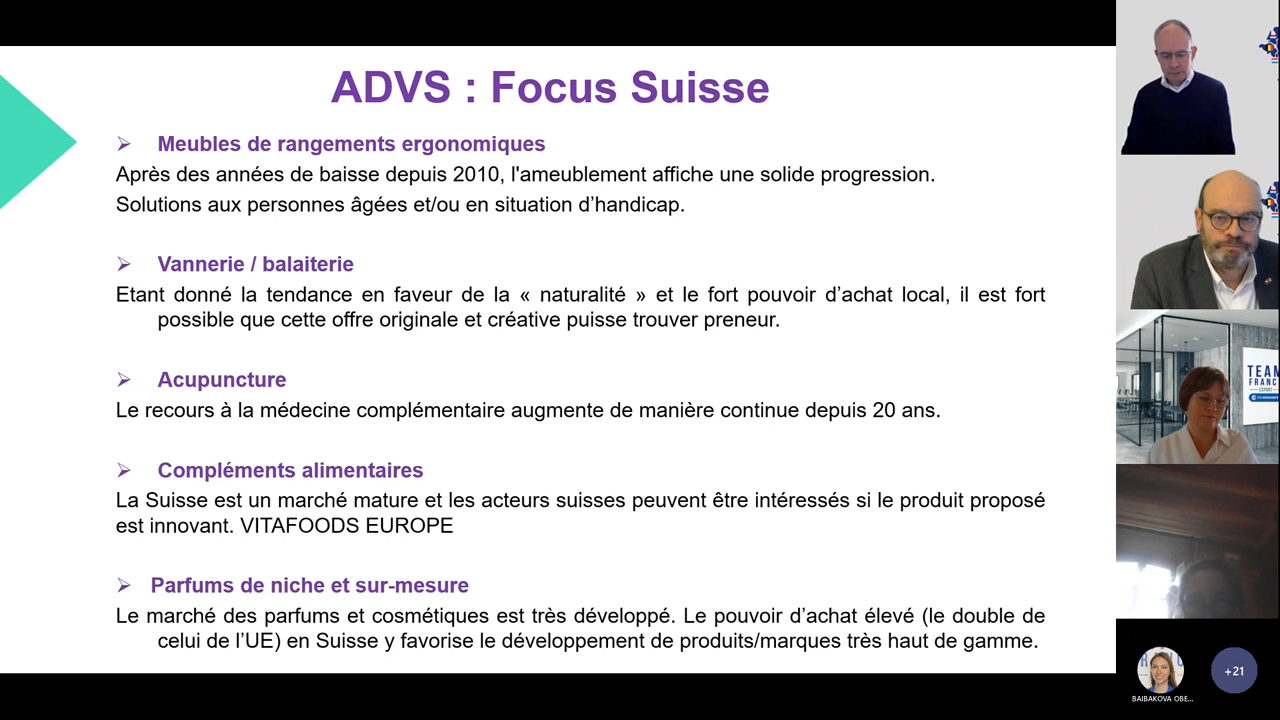 ADVS : Focus Suisse
Meubles de rangements ergonomiques
Après des années de baisse depuis 2010, l'ameublement affiche une solide progression.
Solutions aux personnes âgées et/ou en situation d’handicap.
Vannerie / balaiterie
Etant donné la tendance en faveur de la « naturalité » et le fort pouvoir d’achat local, il est fort
possible que cette offre originale et créative puisse trouver preneur.
Acupuncture
Le recours à la médecine complémentaire augmente de manière continue depuis 20 ans.
Compléments alimentaires
La Suisse est un marché mature et les acteurs suisses peuvent être intéressés si le produit proposé
est innovant. VITAFOODS EUROPE
Parfums de niche et sur-mesure
Le marché des parfums et cosmétiques est très développé. Le pouvoir d’achat élevé (le double de
celui de l’UE) en Suisse y favorise le développement de produits/marques très haut de gamme.
TEAM
FRANC
EXPORT
+21
BAIBAKOVA OBE...